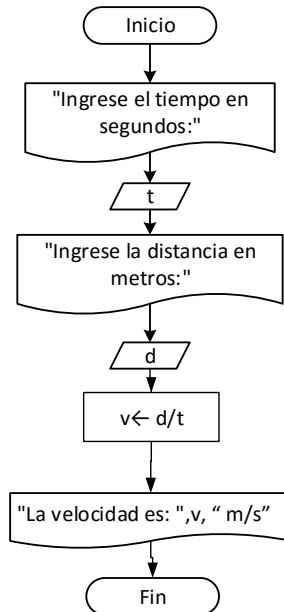 Inicio
"Ingrese el tiempo en
segundos:"
t
"Ingrese la distancia en
metros:"
d
v← d/t
"La velocidad es: ",v, “ m/s”
Fin